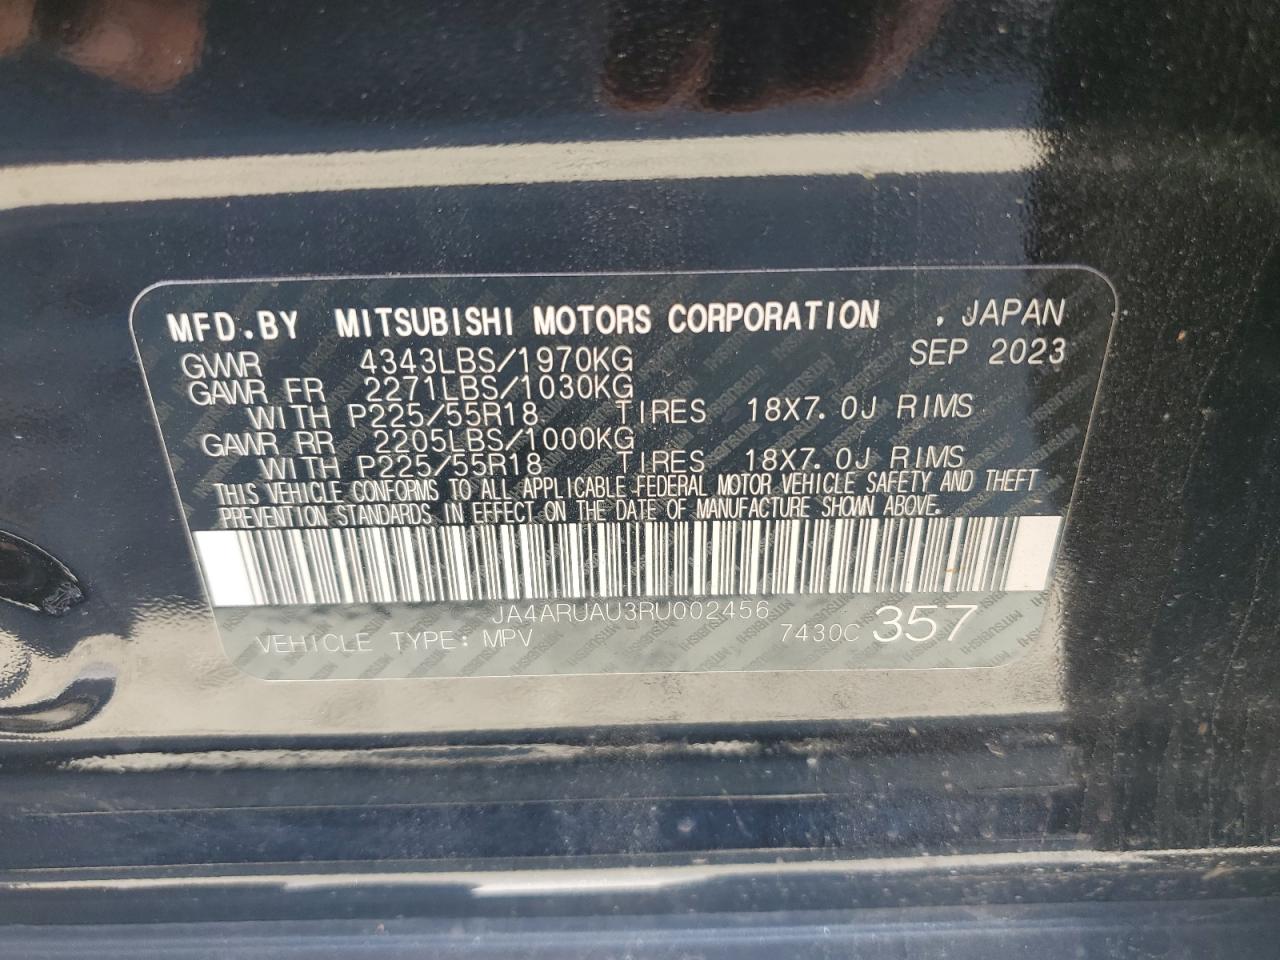 MFD.BY MITSUBISHI MOTORS CORPORATION , JAPAN
GVWR 4343LBS/1970KG SEP 2023
GAWR FR 2271LBS/1030KG
WITH P225/55R18 TIRES 18X7.0J RIMS
GAWR RR 2205LBS/1000KG
WITH P225/55R18 TIRES 18X7.0J RIMS
THIS VEHICLE CONFORMS TO ALL APPLICABLE FEDERAL MOTOR VEHICLE SAFETY AND THEFT
PREVENTION STANDARDS IN EFFECT ON THE DATE OF MANUFACTURE SHOWN ABOVE.
JA4ARUAU3RU002456
VEHICLE TYPE: MPV 7430C 357